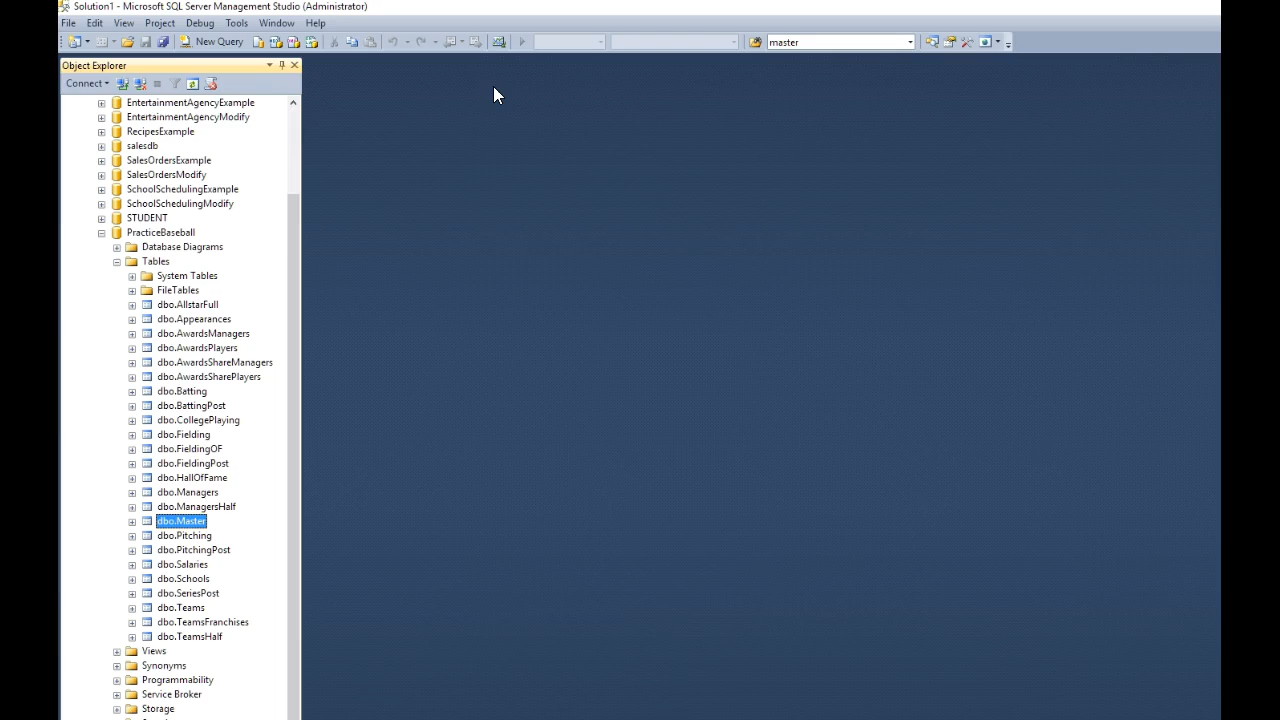 Solution1 - Microsoft SQL Server Management Studio (Administrator)
File Edit View Project Debug Tools Window Help
New Query master
Object Explorer
Connect
EntertainmentAgencyExample
EntertainmentAgencyModify
RecipesExample
salesdb
SalesOrdersExample
SalesOrdersModify
SchoolSchedulingExample
SchoolSchedulingModify
STUDENT
PracticeBaseball
Database Diagrams
Tables
System Tables
FileTables
dbo.AllstarFull
dbo.Appearances
dbo.AwardsManagers
dbo.AwardsPlayers
dbo.AwardsShareManagers
dbo.AwardsSharePlayers
dbo.Batting
dbo.BattingPost
dbo.CollegePlaying
dbo.Fielding
dbo.FieldingOF
dbo.FieldingPost
dbo.HallOfFame
dbo.Managers
dbo.ManagersHalf
dbo.Master
dbo.Pitching
dbo.PitchingPost
dbo.Salaries
dbo.Schools
dbo.SeriesPost
dbo.Teams
dbo.TeamsFranchises
dbo.TeamsHalf
Views
Synonyms
Programmability
Service Broker
Storage